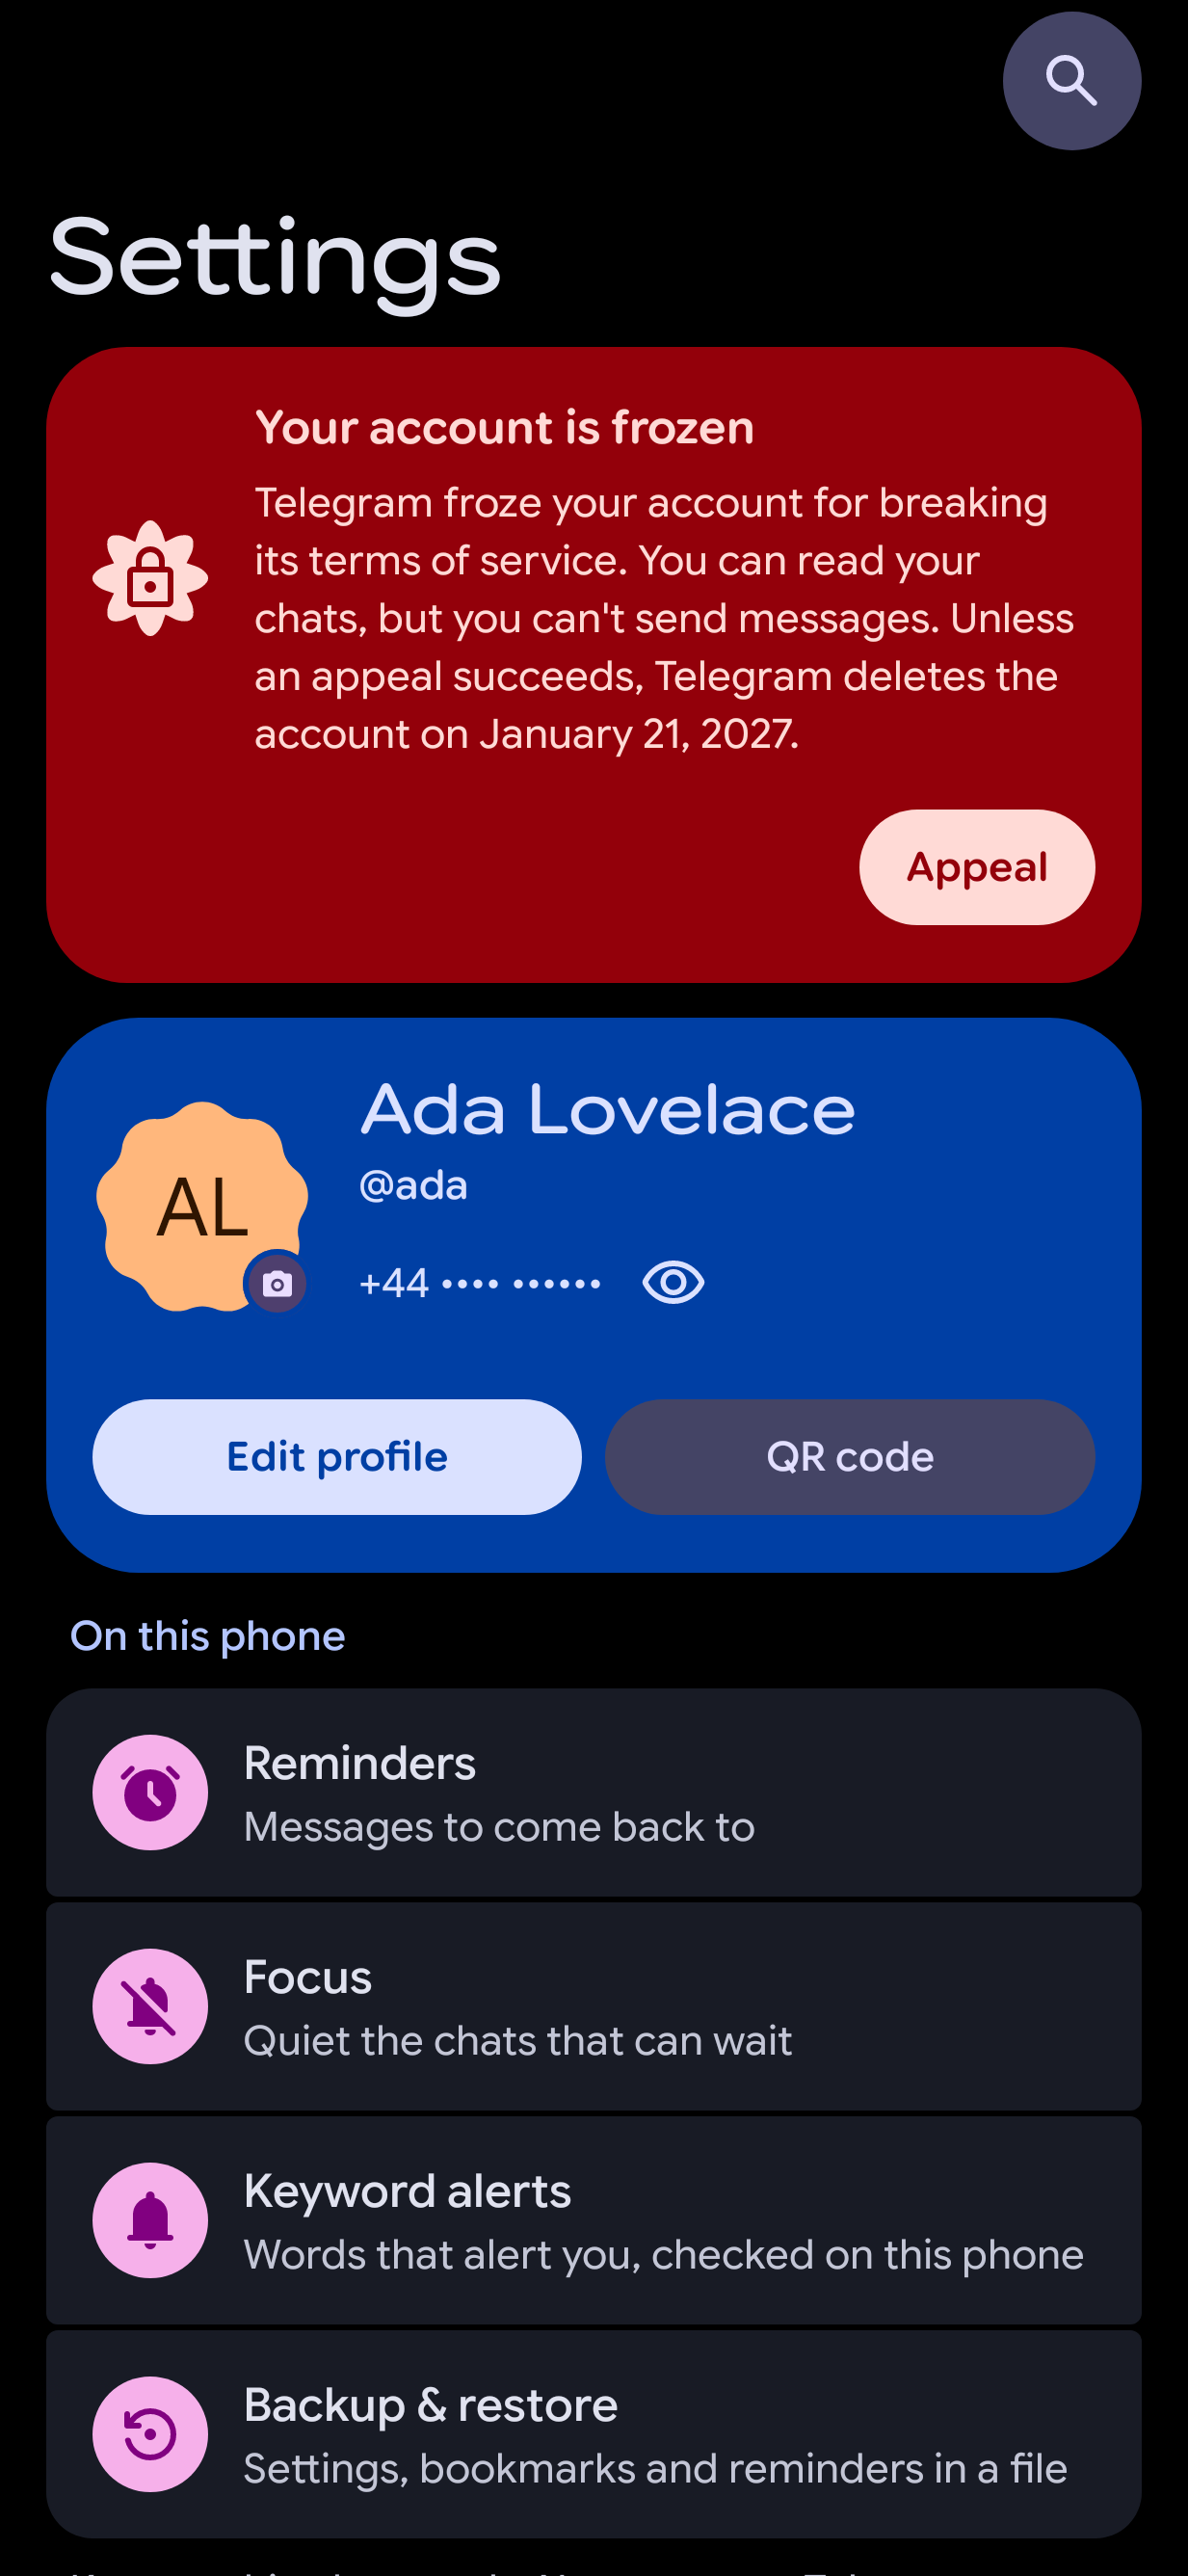 Settings
Your account is frozen
Telegram froze your account for breaking
its terms of service. You can read your
chats, but you can't send messages. Unless
an appeal succeeds, Telegram deletes the
account on January 21, 2027.
Appeal
Ada Lovelace
@ada
AL
+44 •••• ••••••
Edit profile
QR code
On this phone
Reminders
Messages to come back to
Focus
Quiet the chats that can wait
Keyword alerts
Words that alert you, checked on this phone
Backup & restore
Settings, bookmarks and reminders in a file